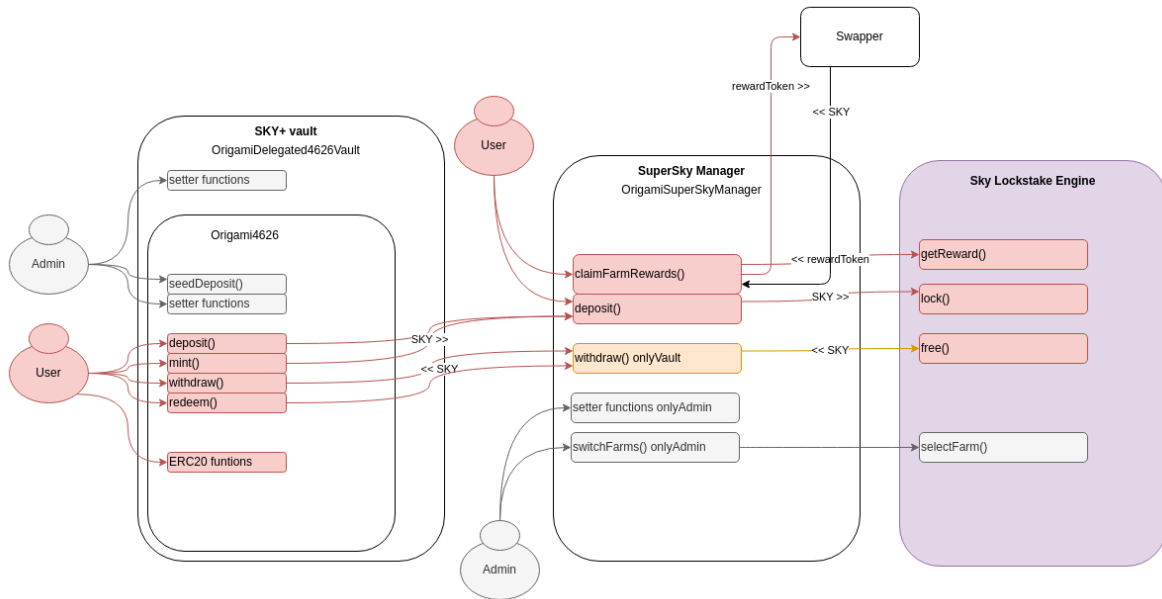 Swapper
rewardToken >>
<< SKY
SKY+ vault
OrigamiDelegated4626Vault
setter functions
Admin
Origami4626
seedDeposit()
setter functions
User
deposit()
mint()
withdraw()
redeem()
ERC20 funtions
SKY >>
<< SKY
User
SuperSky Manager
OrigamiSuperSkyManager
claimFarmRewards()
deposit()
withdraw() onlyVault
setter functions onlyAdmin
switchFarms() onlyAdmin
Admin
<< rewardToken
SKY >>
<< SKY
Sky Lockstake Engine
getReward()
lock()
free()
selectFarm()